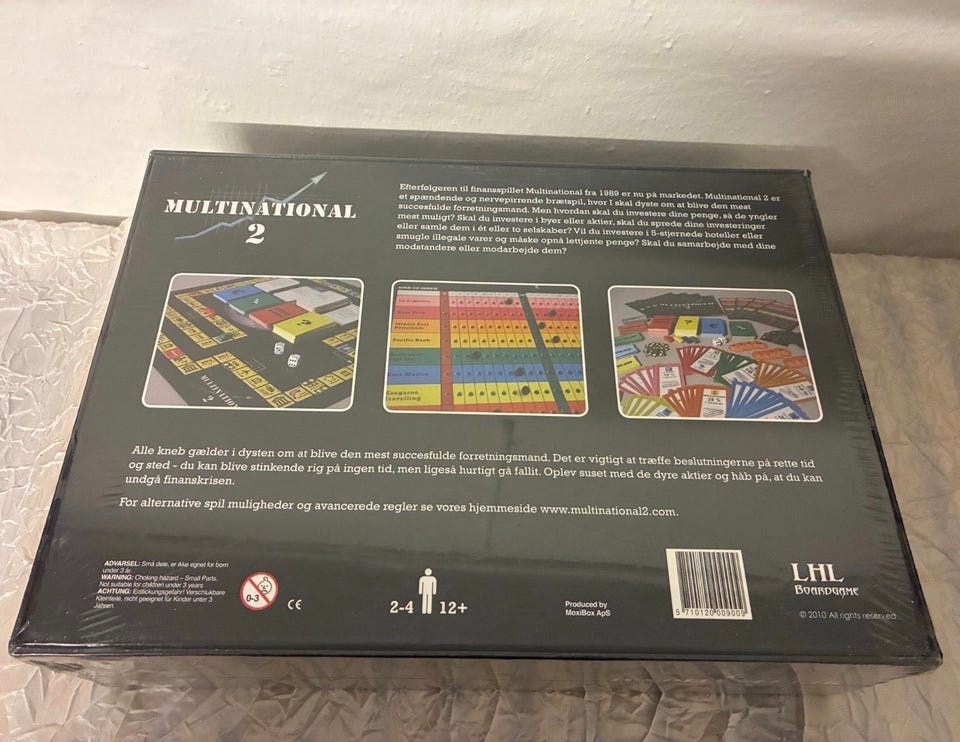 MULTINATIONAL
2
Efterfølgeren til finansspillet Multinational fra 1989 er nu på markedet. Multinational 2 er
et spændende og nervepirrende brætspil, hvor I skal dyste om at blive den mest
succesfulde forretningsmand. Men hvordan skal du investere dine penge, så de yngler
mest muligt? Skal du investere i byer eller aktier, skal du sprede dine investeringer
eller samle dem i ét eller to selskaber? Vil du investere i 5-stjernede hoteller eller
smugle illegale varer og måske opnå lettjente penge? Skal du samarbejde med dine
modstandere eller modarbejde dem?
MULTINATIONAL
2
Pacific Bank
Alle kneb gælder i dysten om at blive den mest succesfulde forretningsmand. Det er vigtigt at træffe beslutningerne på rette tid
og sted - du kan blive stinkende rig på ingen tid, men ligeså hurtigt gå fallit. Oplev suset med de dyre aktier og håb på, at du kan
undgå finanskrisen.
For alternative spil muligheder og avancerede regler se vores hjemmeside www.multinational2.com.
ADVARSEL: Små dele, er ikke egnet for børn
under 3 år.
WARNING: Choking hazard – Small Parts.
Not suitable for children under 3 years
ACHTUNG: Erstickungsgefahr! Verschlukbare
Kleinteile, nicht geeignet für Kinder unter 3
Jahren.
0-3
CE
2-4 12+
Produced by
MoxiBox ApS
5 710120 009009
LHL
BOARDGAME
© 2010 All rights reserved